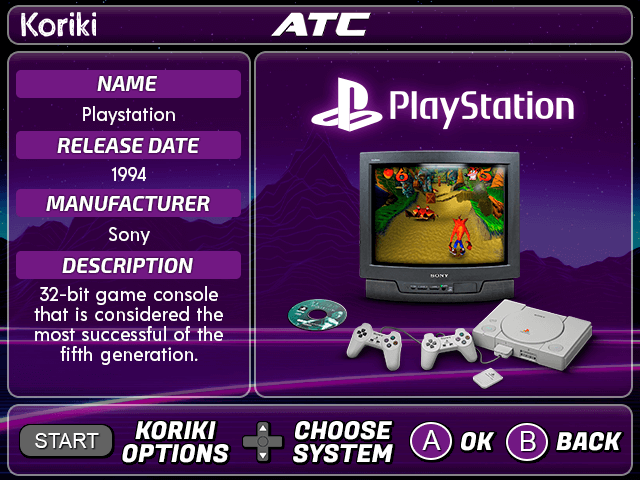 Koriki
ATC
NAME
Playstation
RELEASE DATE
1994
MANUFACTURER
Sony
DESCRIPTION
32-bit game console
that is considered the
most successful of the
fifth generation.
PlayStation
SONY
START
KORIKI
OPTIONS
CHOOSE
SYSTEM
A OK
B BACK